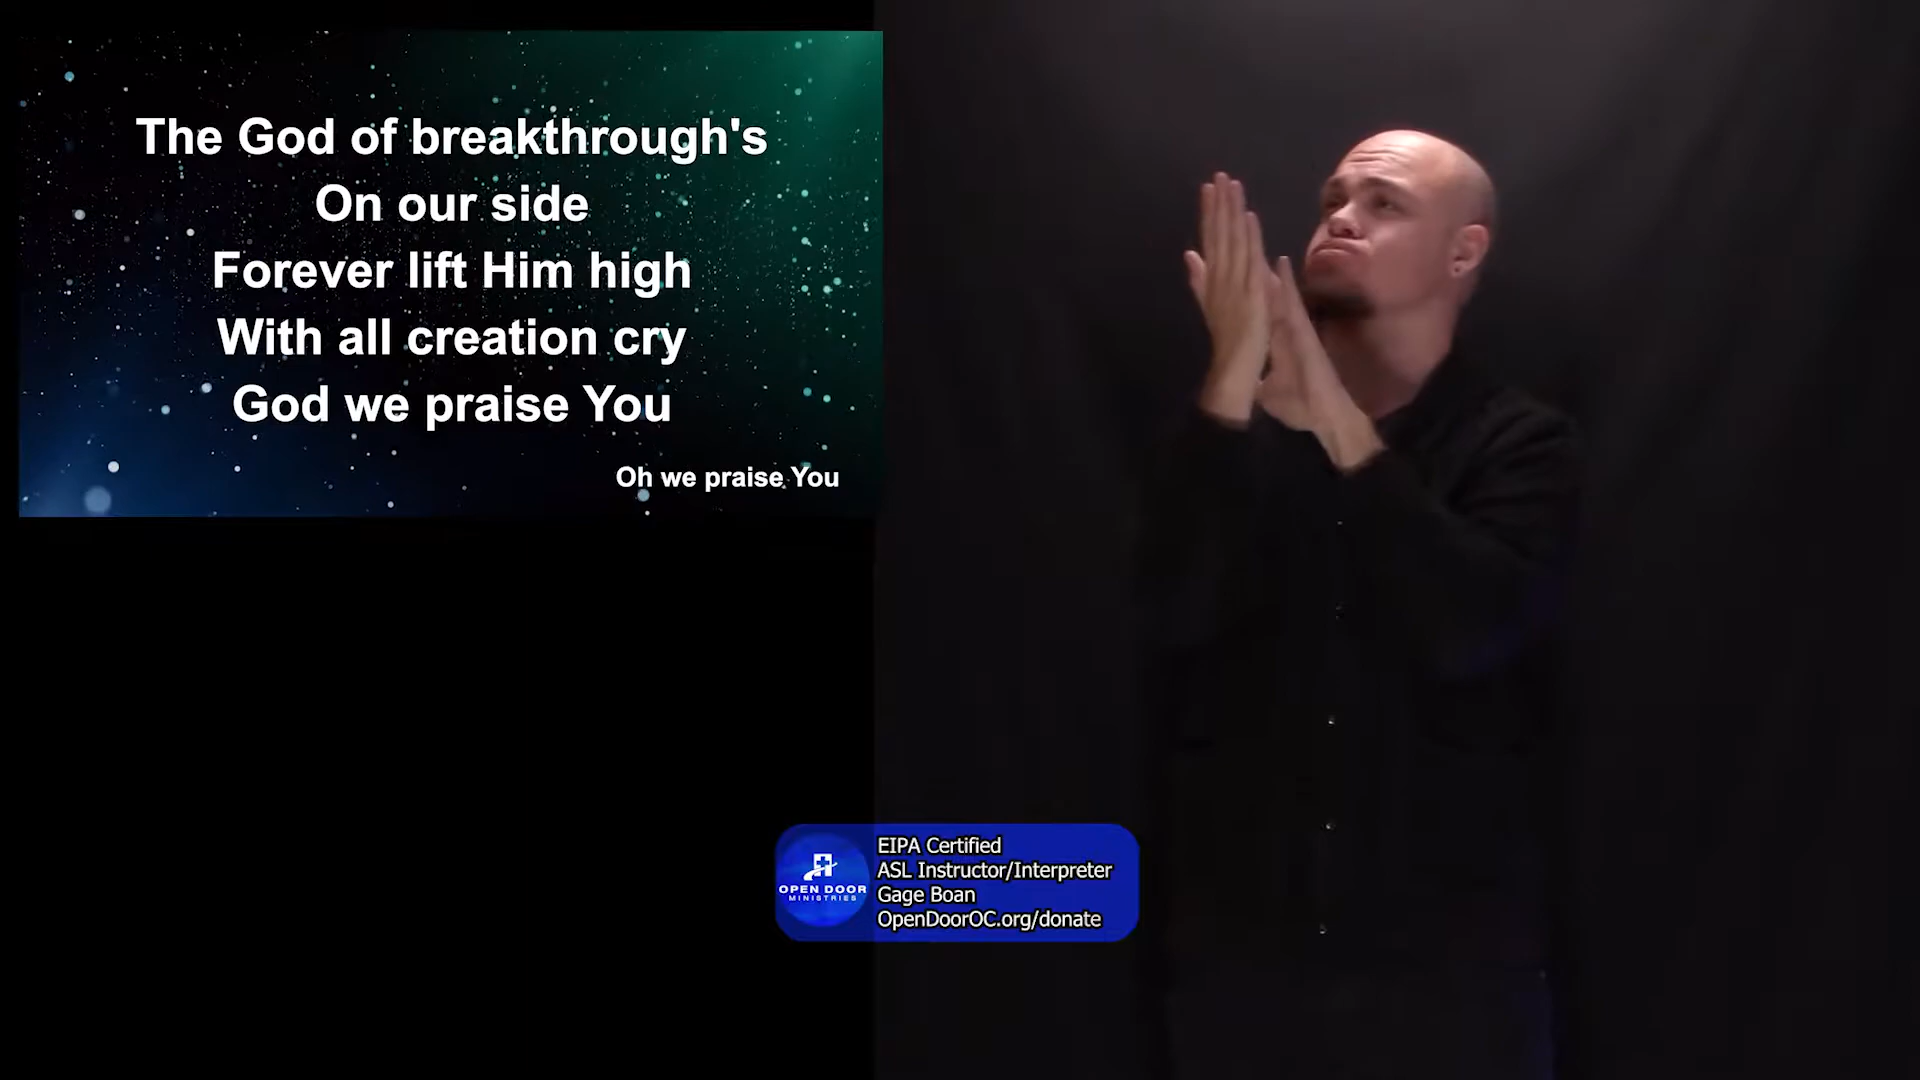 The God of breakthrough's
On our side
Forever lift Him high
With all creation cry
God we praise You
Oh we praise You
OPEN DOOR
MINISTRIES
EIPA Certified
ASL Instructor/Interpreter
Gage Boan
OpenDoorOC.org/donate